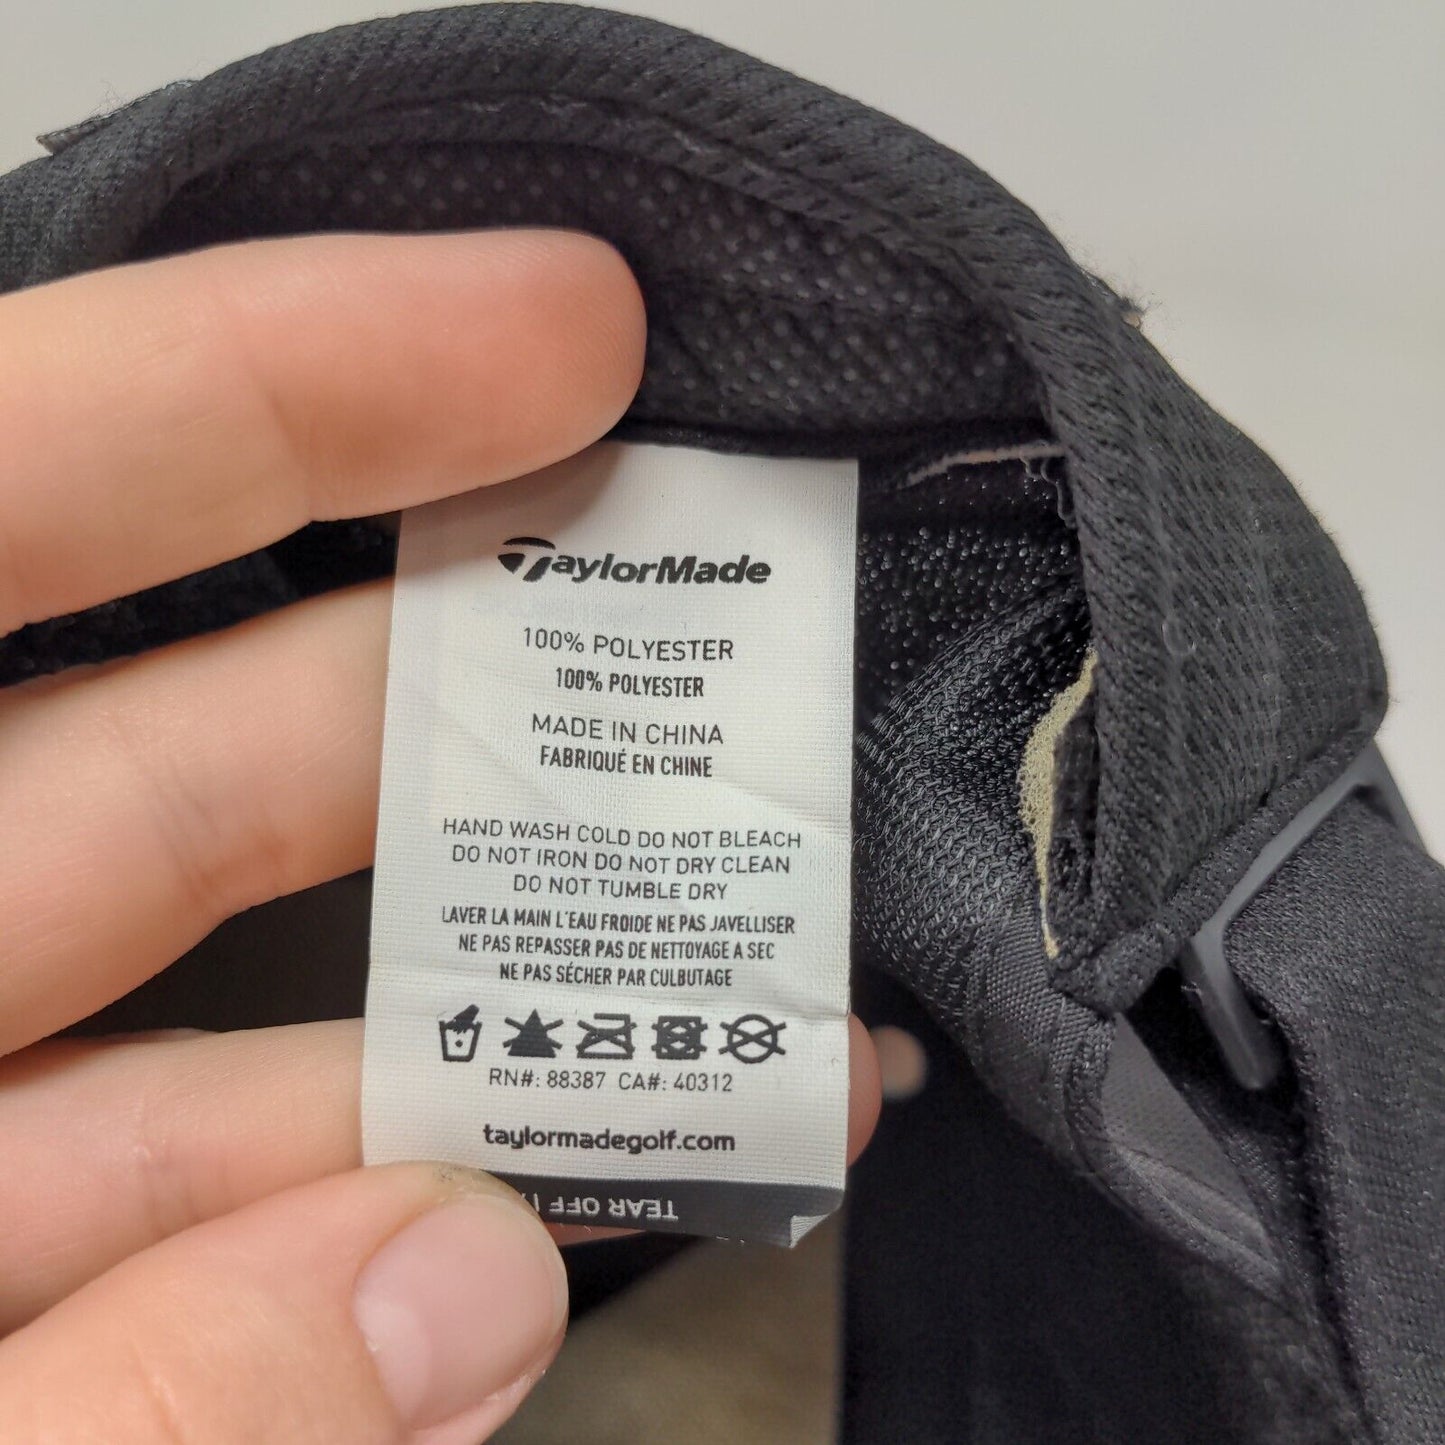 TaylorMade
100% POLYESTER
100% POLYESTER
MADE IN CHINA
FABRIQUÉ EN CHINE
HAND WASH COLD DO NOT BLEACH
DO NOT IRON DO NOT DRY CLEAN
DO NOT TUMBLE DRY
LAVER LA MAIN L'EAU FROIDE NE PAS JAVELLISER
NE PAS REPASSER PAS DE NETTOYAGE A SEC
NE PAS SÉCHER PAR CULBUTAGE
RN#: 88387 CA#: 40312
taylormadegolf.com
TEAR OFF